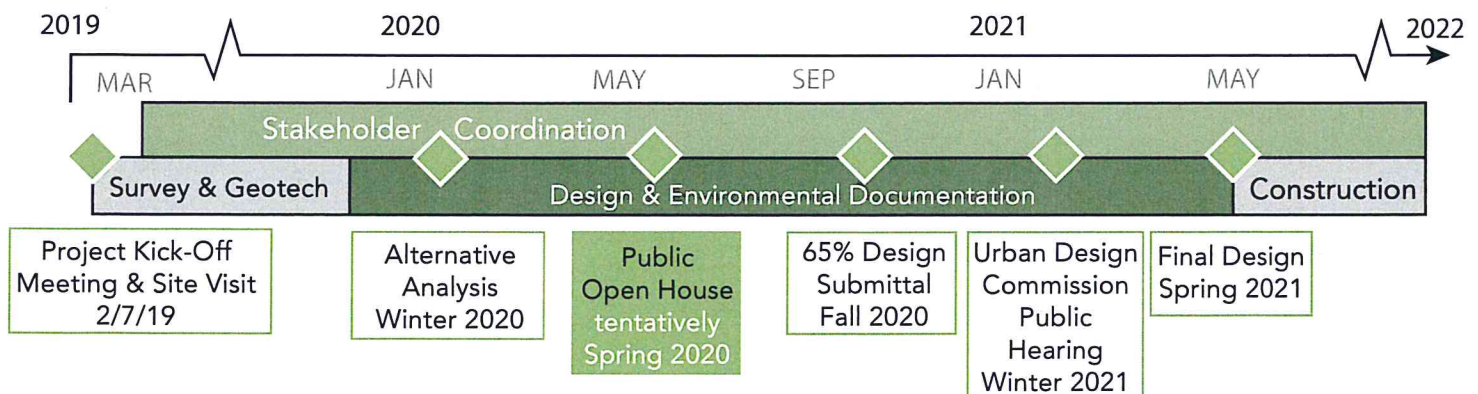 2019
2020
2021
2022
MAR
JAN
MAY
SEP
JAN
MAY
Stakeholder Coordination
Survey & Geotech
Design & Environmental Documentation
Construction
Project Kick-Off
Meeting & Site Visit
2/7/19
Alternative
Analysis
Winter 2020
Public
Open House
tentatively
Spring 2020
65% Design
Submittal
Fall 2020
Urban Design
Commission
Public
Hearing
Winter 2021
Final Design
Spring 2021